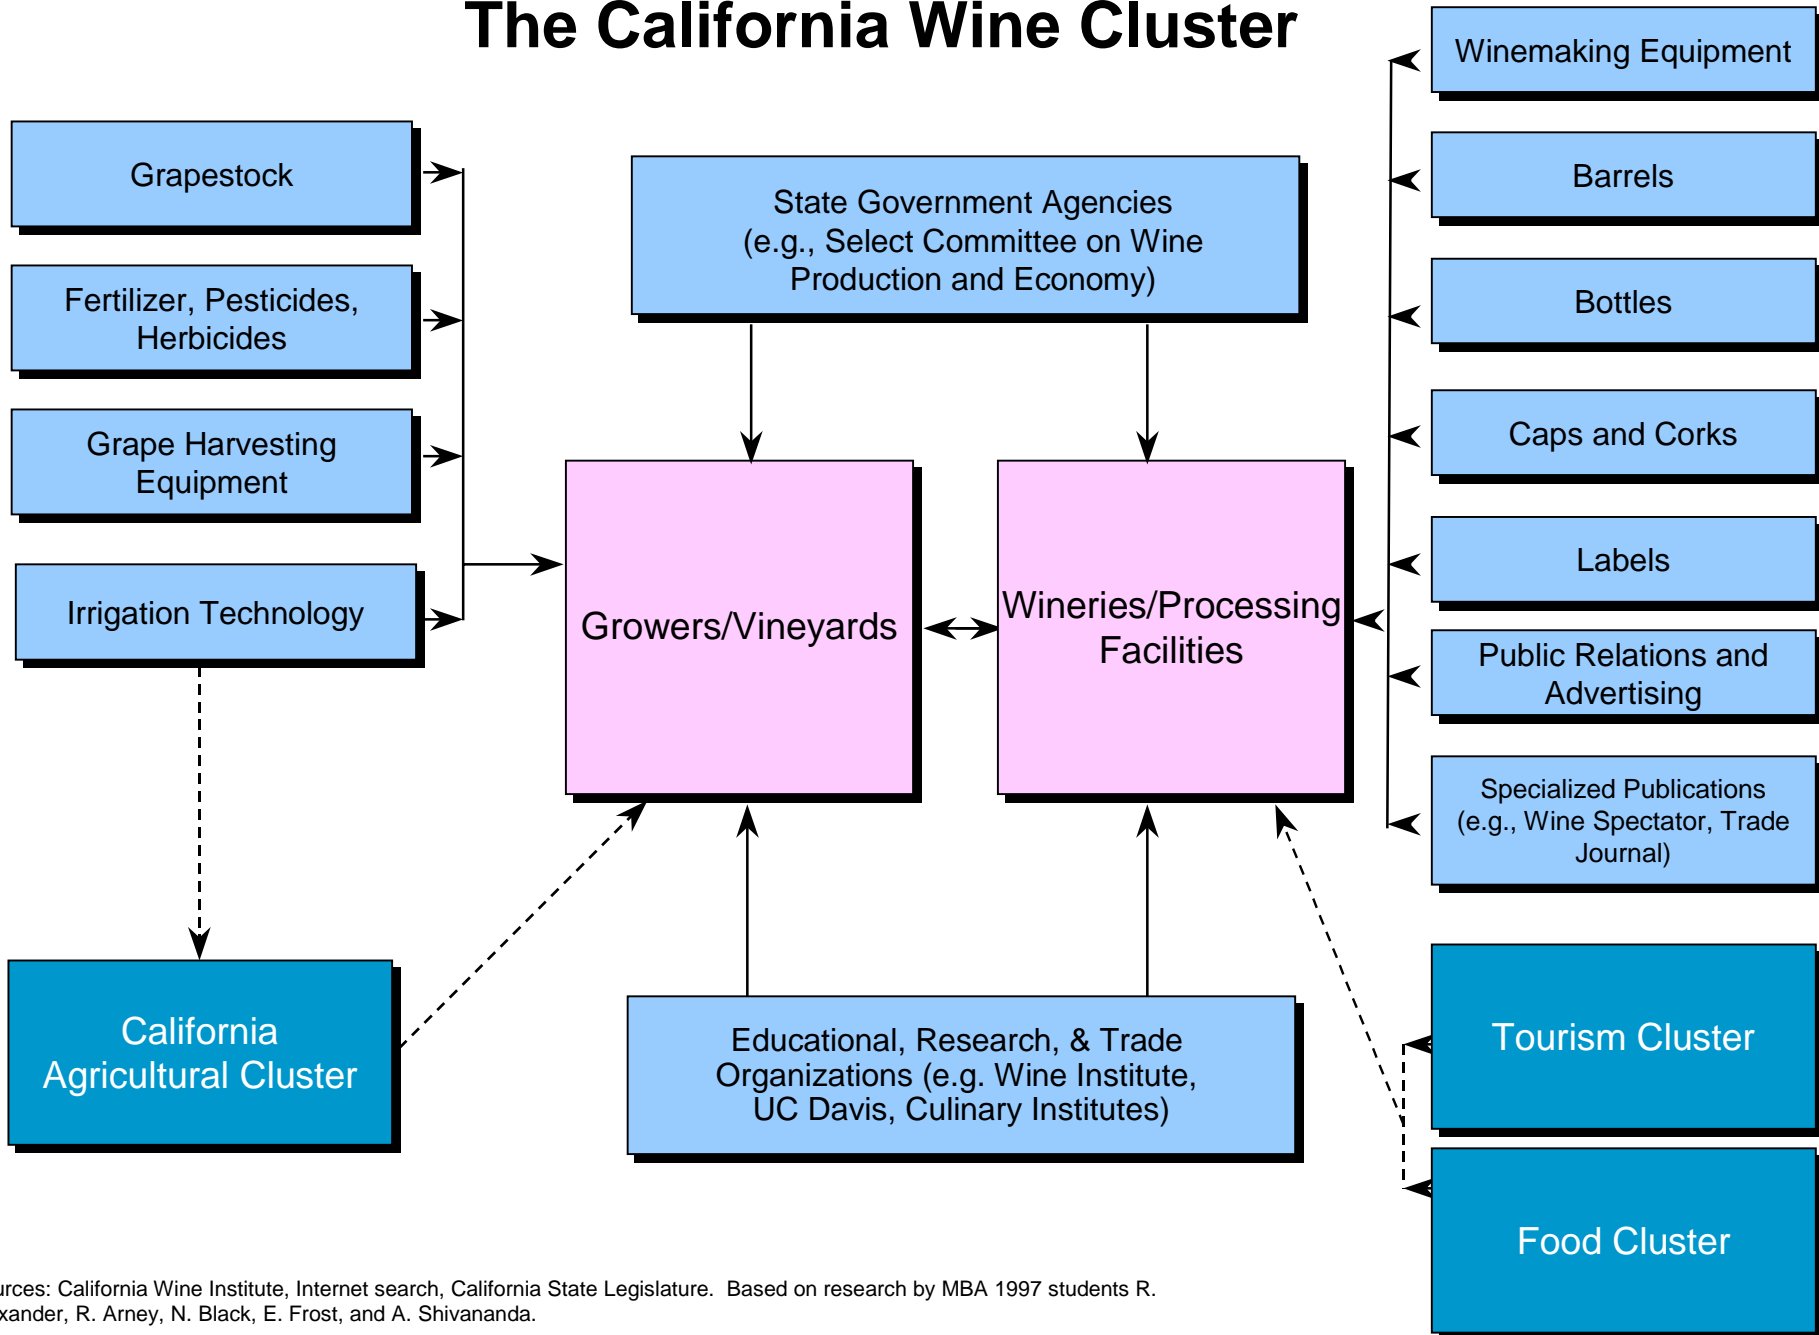 The California Wine Cluster
Grapestock
Fertilizer, Pesticides,
Herbicides
Grape Harvesting
Equipment
Irrigation Technology
State Government Agencies
(e.g., Select Committee on Wine
Production and Economy)
Growers/Vineyards
Wineries/Processing
Facilities
Winemaking Equipment
Barrels
Bottles
Caps and Corks
Labels
Public Relations and
Advertising
Specialized Publications
(e.g., Wine Spectator, Trade
Journal)
California
Agricultural Cluster
Educational, Research, & Trade
Organizations (e.g. Wine Institute,
UC Davis, Culinary Institutes)
Tourism Cluster
Food Cluster
urces: California Wine Institute, Internet search, California State Legislature. Based on research by MBA 1997 students R.
xander, R. Arney, N. Black, E. Frost, and A. Shivananda.